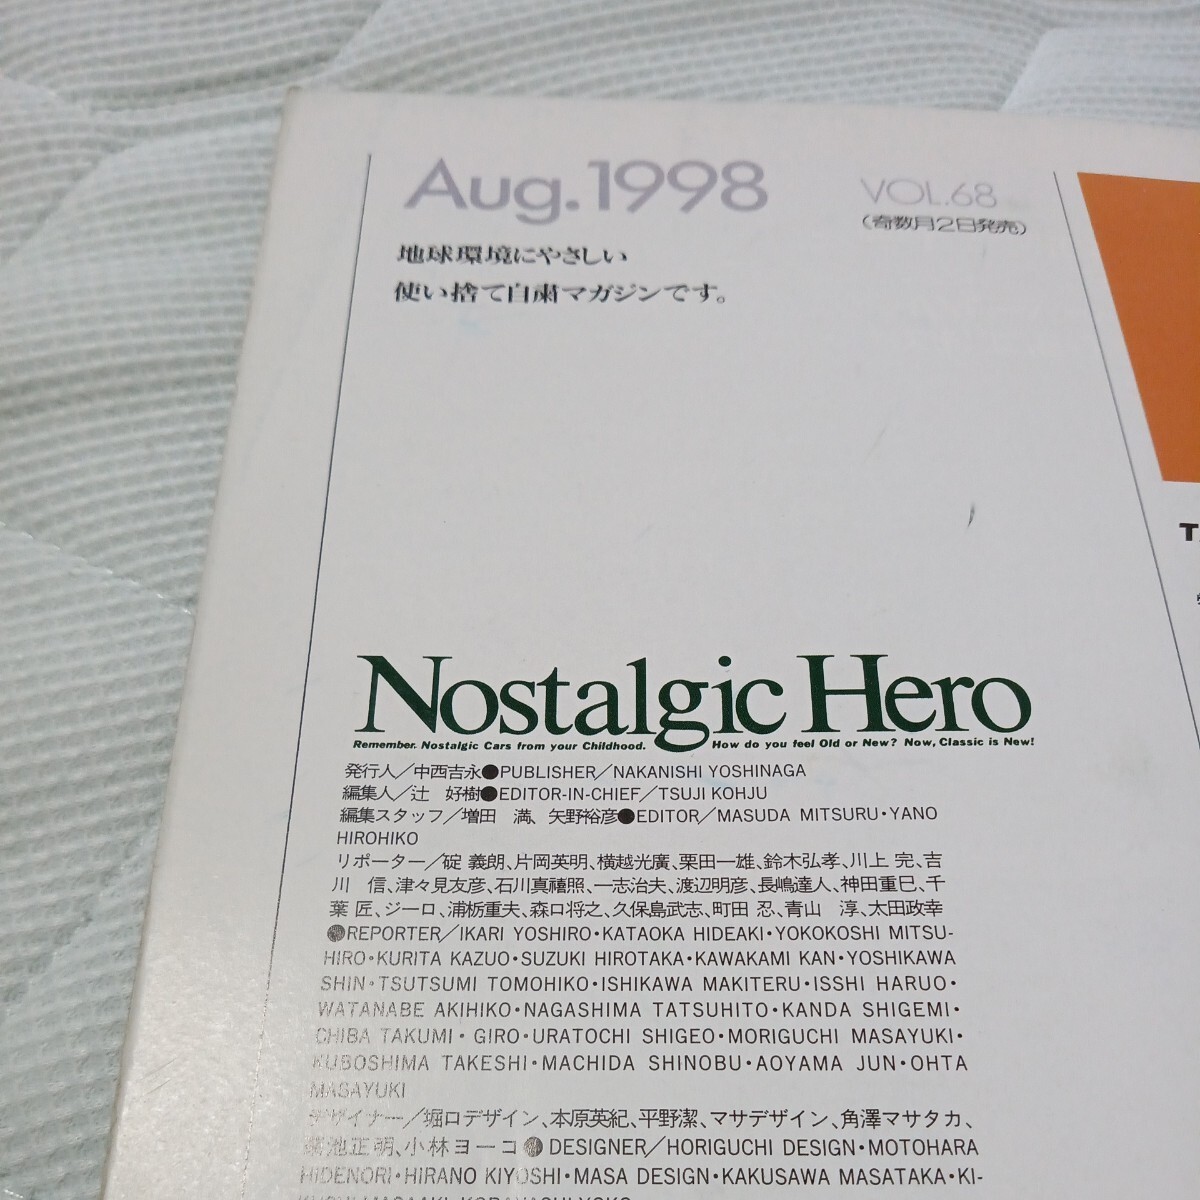 Aug.1998
VOL.68
(奇数月2日発売)
地球環境にやさしい
使い捨て自粛マガジンです。
Nostalgic Hero
Remember. Nostalgic Cars from your Childhood. How do you feel Old or New? Now, Classic is New!
発行人/中西吉永●PUBLISHER/NAKANISHI YOSHINAGA
編集人/辻 好樹●EDITOR-IN-CHIEF/TSUJI KOHJU
編集スタッフ/増田 満、矢野裕彦●EDITOR/MASUDA MITSURU・YANO
HIROHIKO
リポーター/碇 義朗、片岡英明、横越光廣、栗田一雄、鈴木弘孝、川上 完、吉
川 信、津々見友彦、石川真禧照、一志治夫、渡辺明彦、長嶋達人、神田重巳、千
葉 匠、ジーロ、浦栃重夫、森口将之、久保島武志、町田 忍、青山 淳、太田政幸
●REPORTER/IKARI YOSHIRO・KATAOKA HIDEAKI・YOKOKOSHI MITSU-
HIRO・KURITA KAZUO・SUZUKI HIROTAKA・KAWAKAMI KAN・YOSHIKAWA
SHIN・TSUTSUMI TOMOHIKO・ISHIKAWA MAKITERU・ISSHI HARUO・
WATANABE AKIHIKO・NAGASHIMA TATSUHITO・KANDA SHIGEMI・
CHIBA TAKUMI・GIRO・URATOCHI SHIGEO・MORIGUCHI MASAYUKI・
KUBOSHIMA TAKESHI・MACHIDA SHINOBU・AOYAMA JUN・OHTA
MASAYUKI
デザイナー/堀口デザイン、本原英紀、平野潔、マサデザイン、角澤マサタカ、
菊池正明、小林ヨーコ●DESIGNER/HORIGUCHI DESIGN・MOTOHARA
HIDENORI・HIRANO KIYOSHI・MASA DESIGN・KAKUSAWA MASATAKA・KI-